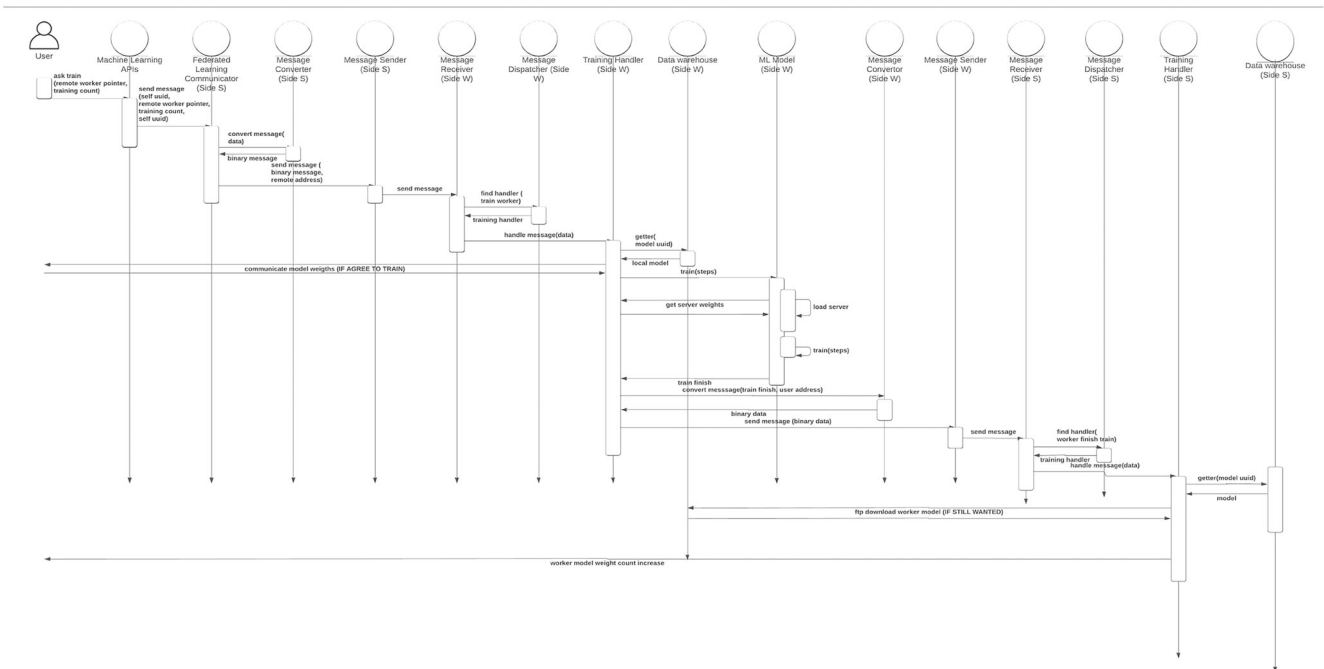 User
Machine Learning
APIs
Federated
Learning
Communicator
(Side S)
Message
Converter
(Side S)
Message Sender
(Side S)
Message
Receiver
(Side W)
Message
Dispatcher (Side
W)
Training Handler
(Side W)
Data warehouse
(Side W)
ML Model
(Side W)
Message
Convertor
(Side W)
Message Sender
(Side W)
Message
Receiver
(Side S)
Message
Dispatcher
(Side S)
Training
Handler
(Side S)
Data warehouse
(Side S)
ask train
(remote worker pointer,
training count)
send message
(self uuid,
remote worker pointer,
training count,
self uuid)
convert message(
data)
binary message
send message (
binary message,
remote address)
send message
find handler (
train worker)
training handler
handle message(data)
getter(
model uuid)
local model
communicate model weigths (IF AGREE TO TRAIN)
train(steps)
get server weights
load server
train(steps)
train finish
convert messsage(train finish, user address)
binary data
send message (binary data)
send message
find handler(
worker finish train)
training handler
handle message(data)
getter(model uuid)
model
ftp download worker model (IF STILL WANTED)
worker model weight count increase